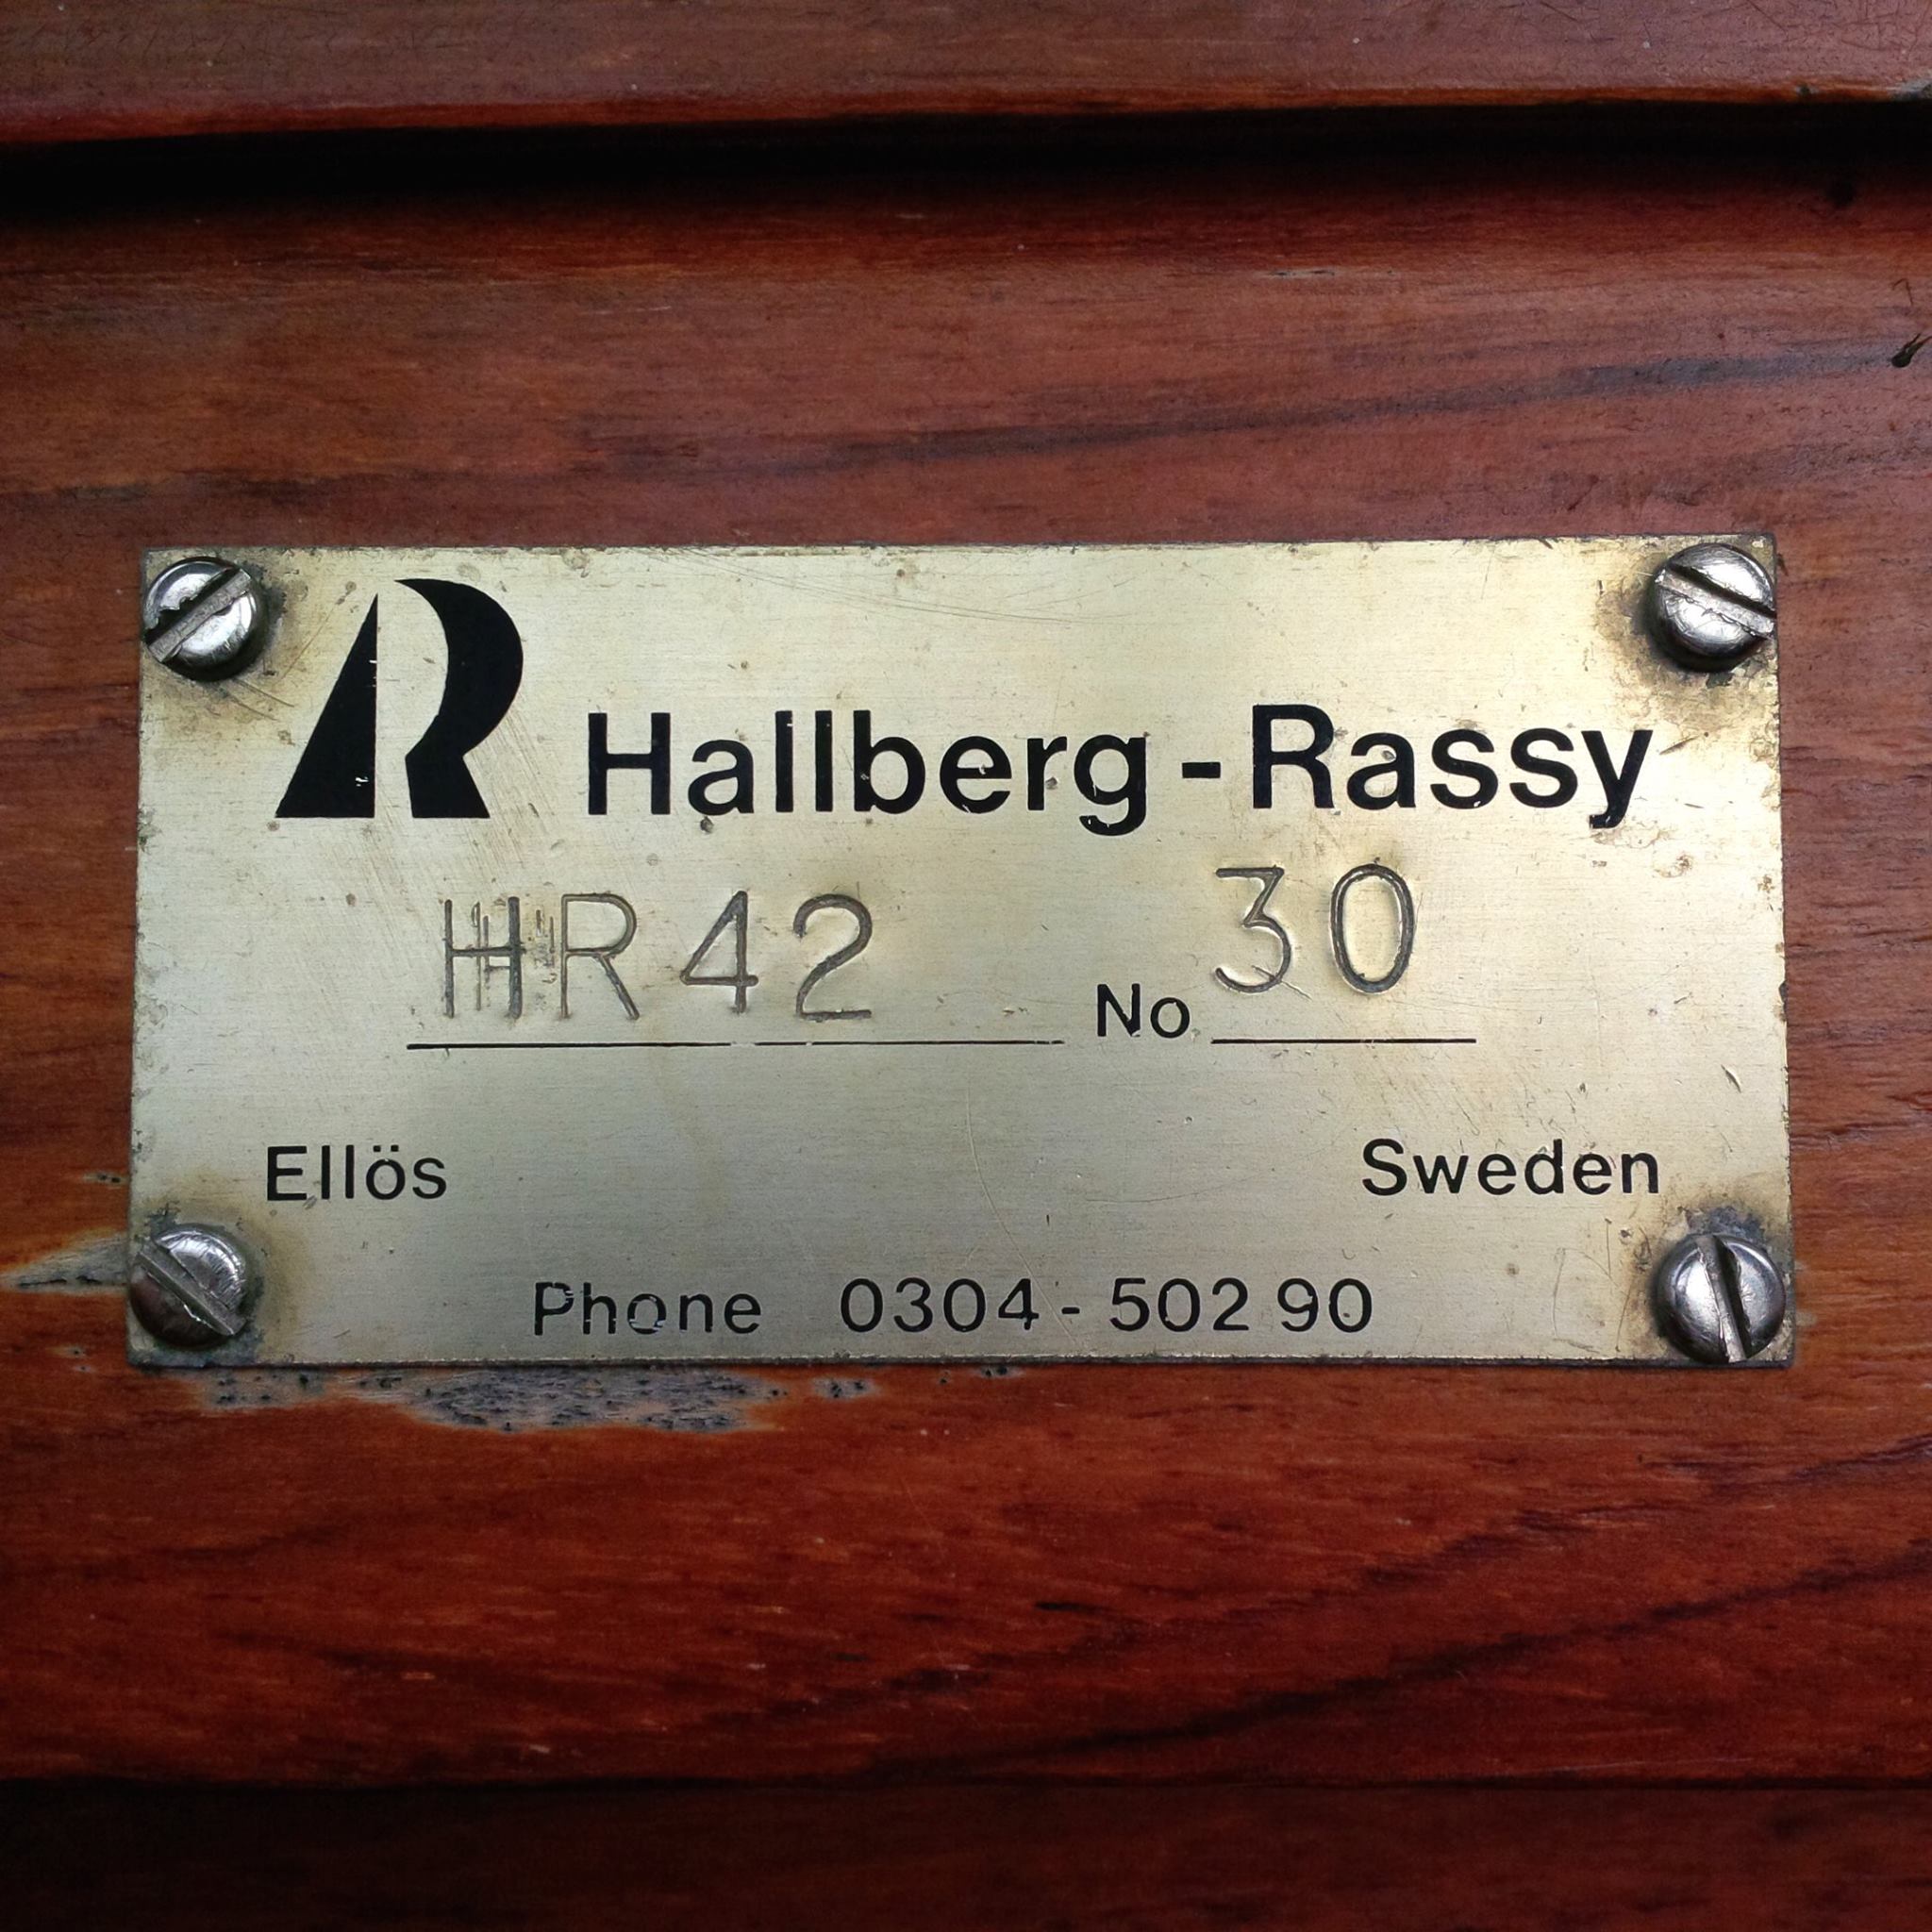 R Hallberg-Rassy
HR42 No 30
Ellös Sweden
Phone 0304-502 90